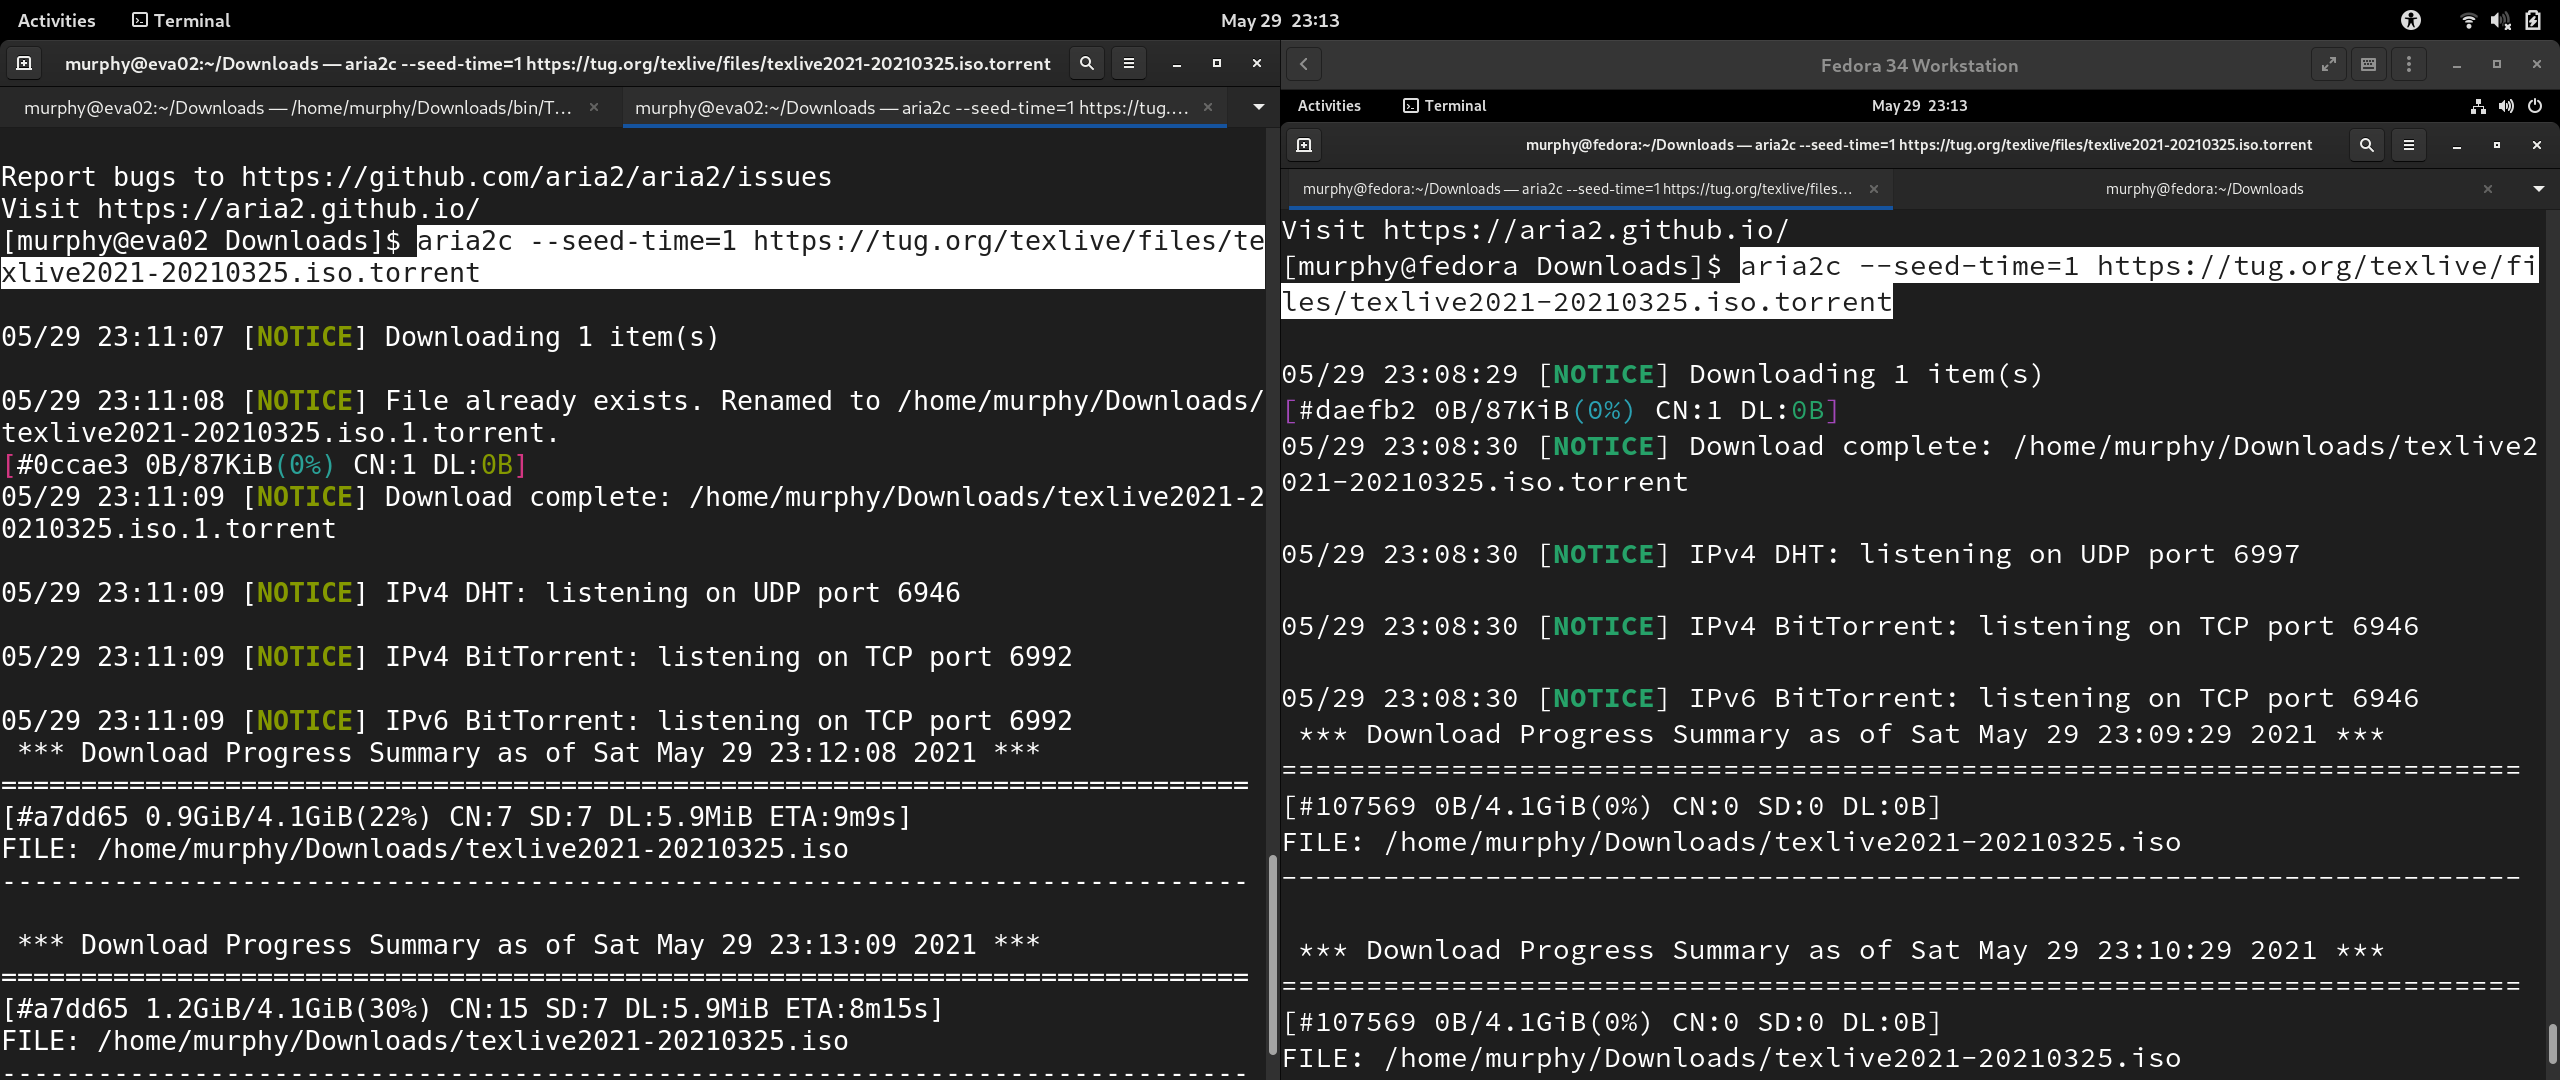 Activities Terminal May 29 23:13
murphy@eva02:~/Downloads — aria2c --seed-time=1 https://tug.org/texlive/files/texlive2021-20210325.iso.torrent
murphy@eva02:~/Downloads — /home/murphy/Downloads/bin/T… murphy@eva02:~/Downloads — aria2c --seed-time=1 https://tug.…
Report bugs to https://github.com/aria2/aria2/issues
Visit https://aria2.github.io/
[murphy@eva02 Downloads]$ aria2c --seed-time=1 https://tug.org/texlive/files/te
xlive2021-20210325.iso.torrent
05/29 23:11:07 [NOTICE] Downloading 1 item(s)
05/29 23:11:08 [NOTICE] File already exists. Renamed to /home/murphy/Downloads/
texlive2021-20210325.iso.1.torrent.
[#0ccae3 0B/87KiB(0%) CN:1 DL:0B]
05/29 23:11:09 [NOTICE] Download complete: /home/murphy/Downloads/texlive2021-2
0210325.iso.1.torrent
05/29 23:11:09 [NOTICE] IPv4 DHT: listening on UDP port 6946
05/29 23:11:09 [NOTICE] IPv4 BitTorrent: listening on TCP port 6992
05/29 23:11:09 [NOTICE] IPv6 BitTorrent: listening on TCP port 6992
*** Download Progress Summary as of Sat May 29 23:12:08 2021 ***
===============================================================================
[#a7dd65 0.9GiB/4.1GiB(22%) CN:7 SD:7 DL:5.9MiB ETA:9m9s]
FILE: /home/murphy/Downloads/texlive2021-20210325.iso
-------------------------------------------------------------------------------
*** Download Progress Summary as of Sat May 29 23:13:09 2021 ***
===============================================================================
[#a7dd65 1.2GiB/4.1GiB(30%) CN:15 SD:7 DL:5.9MiB ETA:8m15s]
FILE: /home/murphy/Downloads/texlive2021-20210325.iso
-------------------------------------------------------------------------------
Fedora 34 Workstation
Activities Terminal May 29 23:13
murphy@fedora:~/Downloads — aria2c --seed-time=1 https://tug.org/texlive/files/texlive2021-20210325.iso.torrent
murphy@fedora:~/Downloads — aria2c --seed-time=1 https://tug.org/texlive/files… murphy@fedora:~/Downloads
Visit https://aria2.github.io/
[murphy@fedora Downloads]$ aria2c --seed-time=1 https://tug.org/texlive/fi
les/texlive2021-20210325.iso.torrent
05/29 23:08:29 [NOTICE] Downloading 1 item(s)
[#daefb2 0B/87KiB(0%) CN:1 DL:0B]
05/29 23:08:30 [NOTICE] Download complete: /home/murphy/Downloads/texlive2
021-20210325.iso.torrent
05/29 23:08:30 [NOTICE] IPv4 DHT: listening on UDP port 6997
05/29 23:08:30 [NOTICE] IPv4 BitTorrent: listening on TCP port 6946
05/29 23:08:30 [NOTICE] IPv6 BitTorrent: listening on TCP port 6946
*** Download Progress Summary as of Sat May 29 23:09:29 2021 ***
==========================================================================
[#107569 0B/4.1GiB(0%) CN:0 SD:0 DL:0B]
FILE: /home/murphy/Downloads/texlive2021-20210325.iso
--------------------------------------------------------------------------
*** Download Progress Summary as of Sat May 29 23:10:29 2021 ***
==========================================================================
[#107569 0B/4.1GiB(0%) CN:0 SD:0 DL:0B]
FILE: /home/murphy/Downloads/texlive2021-20210325.iso